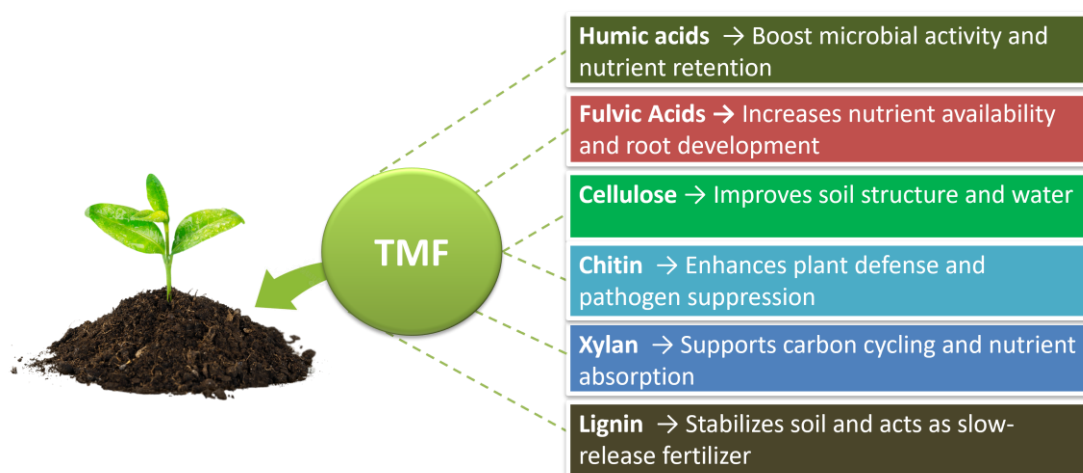 Humic acids → Boost microbial activity and
nutrient retention
Fulvic Acids → Increases nutrient availability
and root development
Cellulose → Improves soil structure and water
TMF
Chitin → Enhances plant defense and
pathogen suppression
Xylan → Supports carbon cycling and nutrient
absorption
Lignin → Stabilizes soil and acts as slow-
release fertilizer